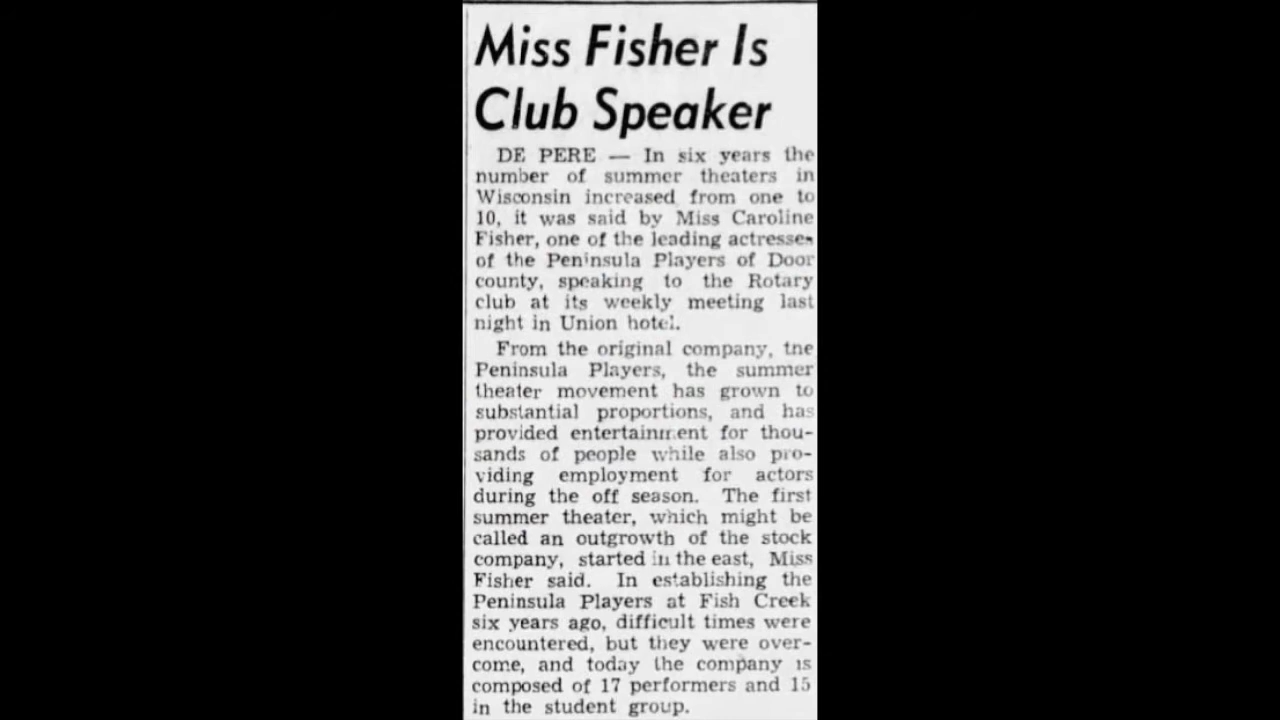 Miss Fisher Is
Club Speaker
DE PERE — In six years the
number of summer theaters in
Wisconsin increased from one to
10, it was said by Miss Caroline
Fisher, one of the leading actresses
of the Peninsula Players of Door
county, speaking to the Rotary
club at its weekly meeting last
night in Union hotel.
From the original company, tne
Peninsula Players, the summer
theater movement has grown to
substantial proportions, and has
provided entertainment for thou-
sands of people while also pro-
viding employment for actors
during the off season. The first
summer theater, which might be
called an outgrowth of the stock
company, started in the east, Miss
Fisher said. In establishing the
Peninsula Players at Fish Creek
six years ago, difficult times were
encountered, but they were over-
come, and today the company is
composed of 17 performers and 15
in the student group.